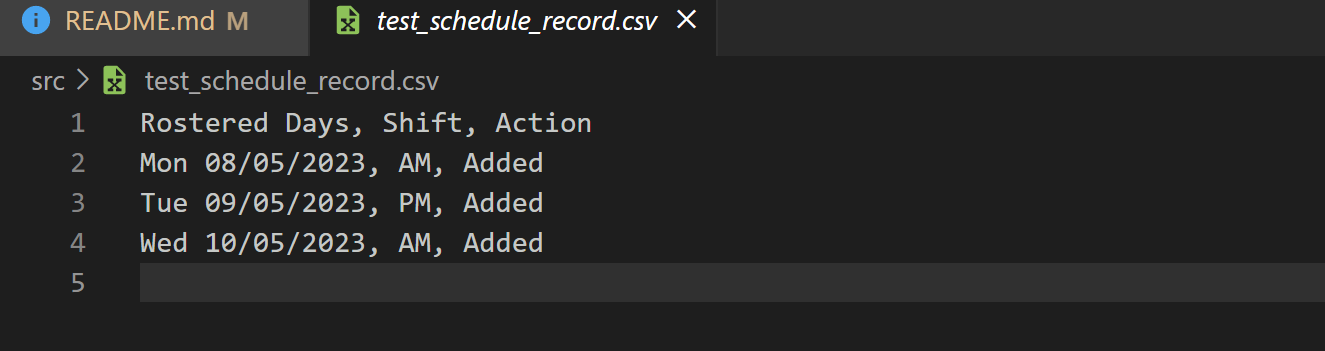 README.md M
test_schedule_record.csv
src > test_schedule_record.csv
1 Rostered Days, Shift, Action
2 Mon 08/05/2023, AM, Added
3 Tue 09/05/2023, PM, Added
4 Wed 10/05/2023, AM, Added
5